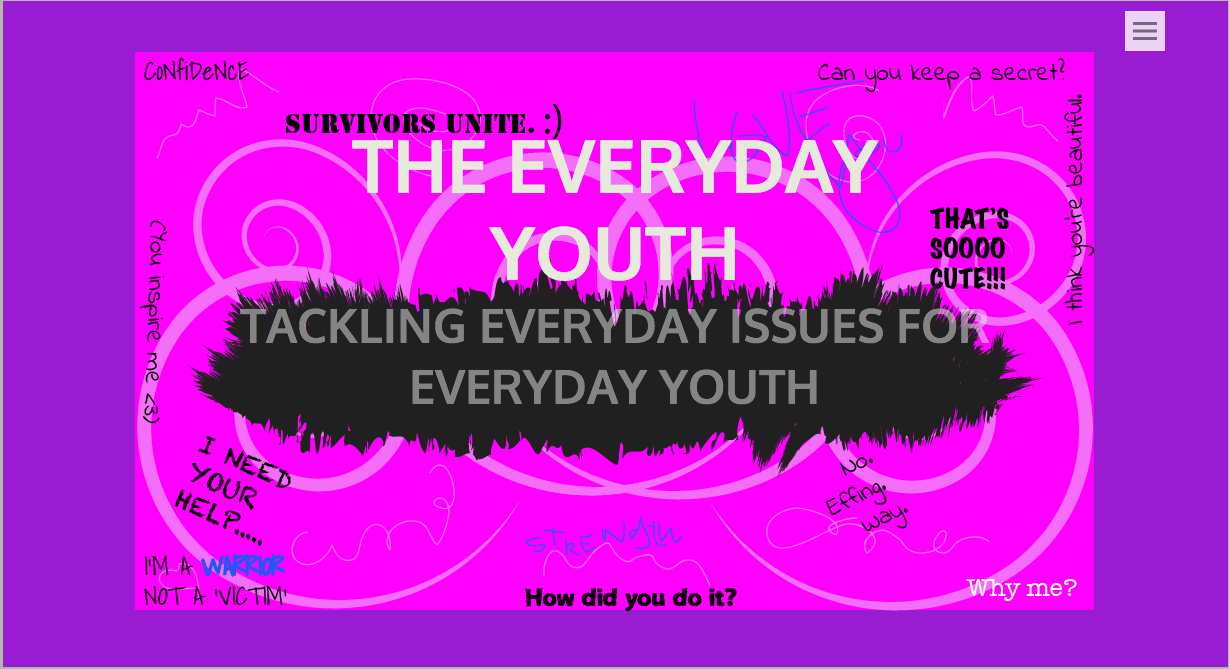 CoNfiDeNcE
Can you keep a secret?
SURVIVORS UNITE. :)
LOVE
I think you're beautiful.
THE EVERYDAY
YOUTH
THAT'S
SOOOO
CUTE!!!
(You inspire me <3)
TACKLING EVERYDAY ISSUES FOR
EVERYDAY YOUTH
I NEED
YOUR
HELP.....
No.
Effing.
Way.
STRENgth
I'M A WARRIOR
NOT A 'VICTIM'
How did you do it?
Why me?